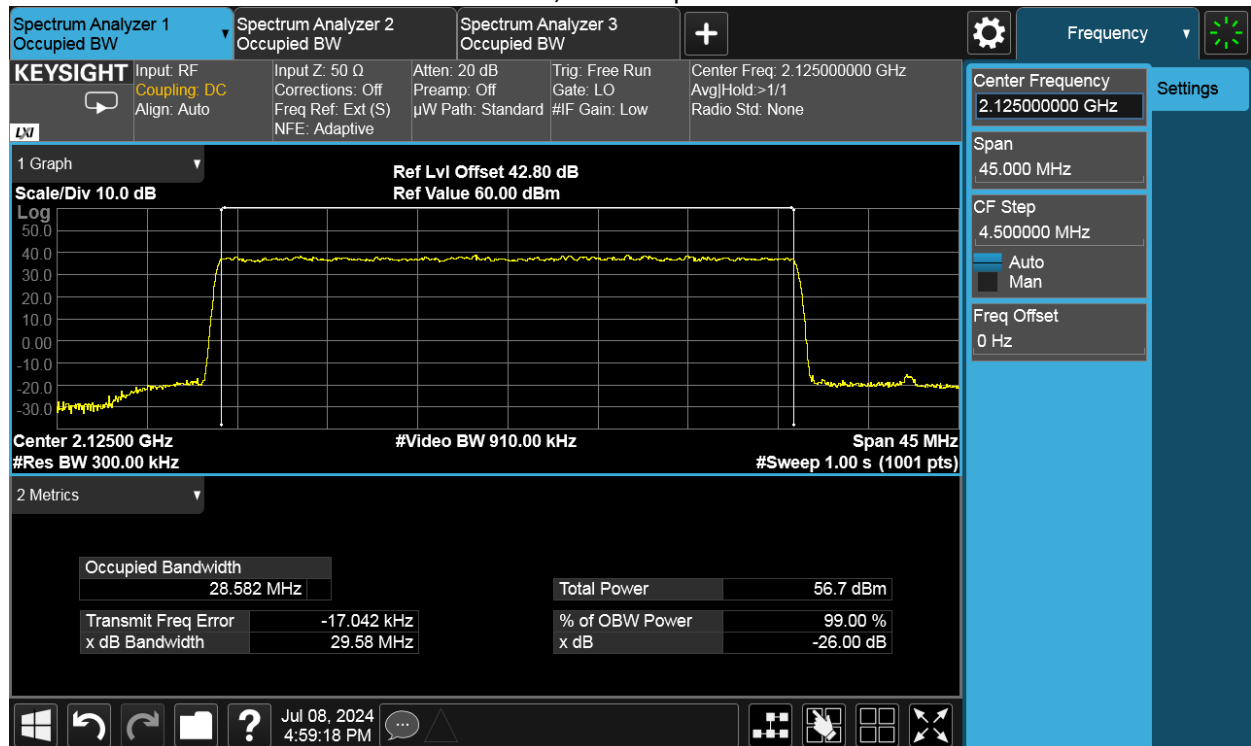 Spectrum Analyzer 1
Occupied BW
Spectrum Analyzer 2
Occupied BW
Spectrum Analyzer 3
Occupied BW
+
Frequency
KEYSIGHT
LXI
Input: RF
Coupling: DC
Align: Auto
Input Z: 50 Ω
Corrections: Off
Freq Ref: Ext (S)
NFE: Adaptive
Atten: 20 dB
Preamp: Off
µW Path: Standard
Trig: Free Run
Gate: LO
#IF Gain: Low
Center Freq: 2.125000000 GHz
Avg|Hold:>1/1
Radio Std: None
Center Frequency
2.125000000 GHz
Settings
Span
45.000 MHz
CF Step
4.500000 MHz
Auto
Man
Freq Offset
0 Hz
1 Graph
Scale/Div 10.0 dB
Ref Lvl Offset 42.80 dB
Ref Value 60.00 dBm
Log
50.0
40.0
30.0
20.0
10.0
0.00
-10.0
-20.0
-30.0
Center 2.12500 GHz
#Video BW 910.00 kHz
Span 45 MHz
#Res BW 300.00 kHz
#Sweep 1.00 s (1001 pts)
2 Metrics
Occupied Bandwidth
28.582 MHz
Total Power 56.7 dBm
Transmit Freq Error -17.042 kHz
% of OBW Power 99.00 %
x dB Bandwidth 29.58 MHz
x dB -26.00 dB
?
Jul 08, 2024
4:59:18 PM